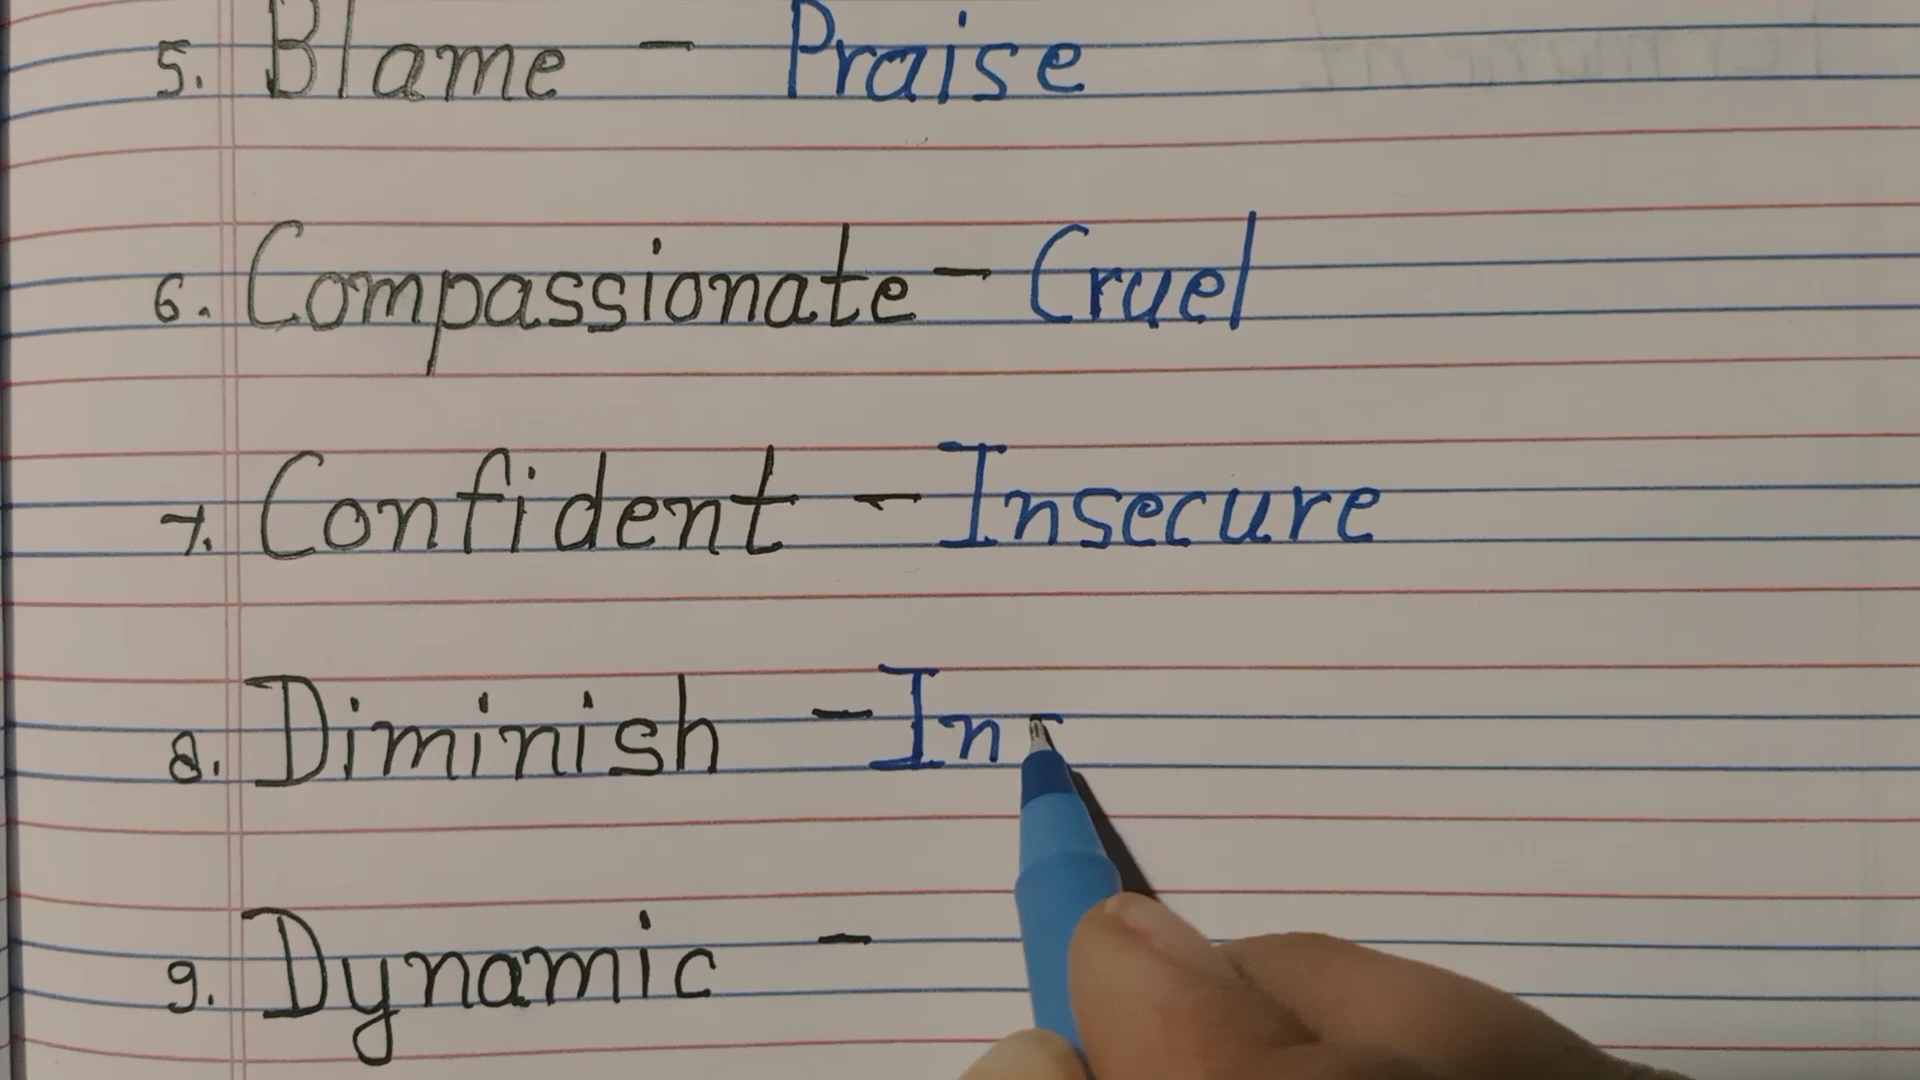 5. Blame - Praise
6. Compassionate - Cruel
7. Confident - Insecure
8. Diminish - In
9. Dynamic -